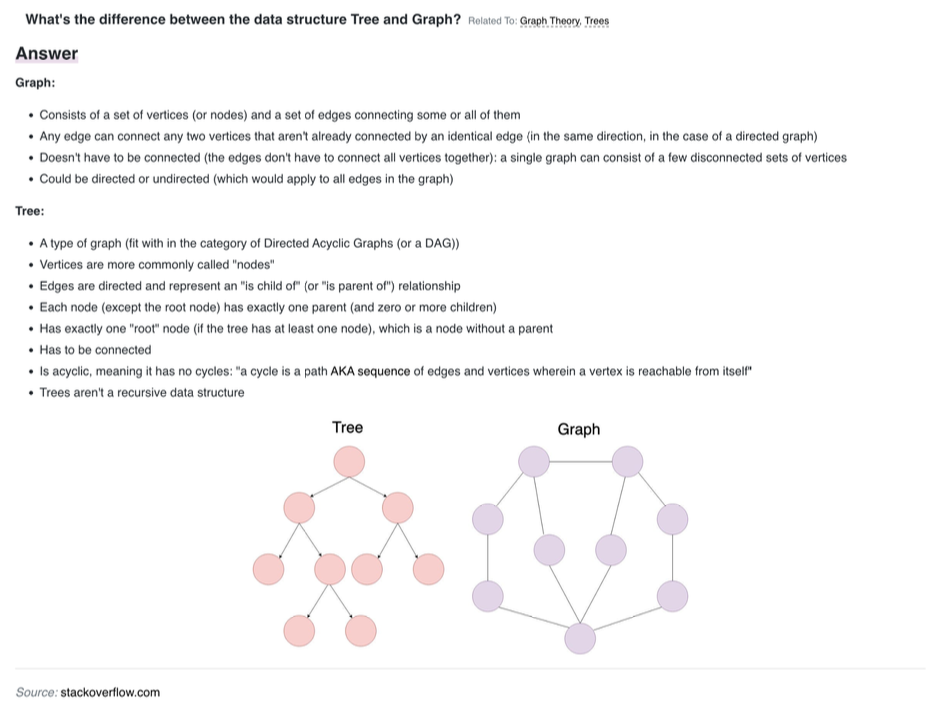 What's the difference between the data structure Tree and Graph? Related To: Graph Theory, Trees
Answer
Graph:
• Consists of a set of vertices (or nodes) and a set of edges connecting some or all of them
• Any edge can connect any two vertices that aren't already connected by an identical edge (in the same direction, in the case of a directed graph)
• Doesn't have to be connected (the edges don't have to connect all vertices together): a single graph can consist of a few disconnected sets of vertices
• Could be directed or undirected (which would apply to all edges in the graph)
Tree:
• A type of graph (fit with in the category of Directed Acyclic Graphs (or a DAG))
• Vertices are more commonly called "nodes"
• Edges are directed and represent an "is child of" (or "is parent of") relationship
• Each node (except the root node) has exactly one parent (and zero or more children)
• Has exactly one "root" node (if the tree has at least one node), which is a node without a parent
• Has to be connected
• Is acyclic, meaning it has no cycles: "a cycle is a path AKA sequence of edges and vertices wherein a vertex is reachable from itself"
• Trees aren't a recursive data structure
Tree
Graph
Source: stackoverflow.com